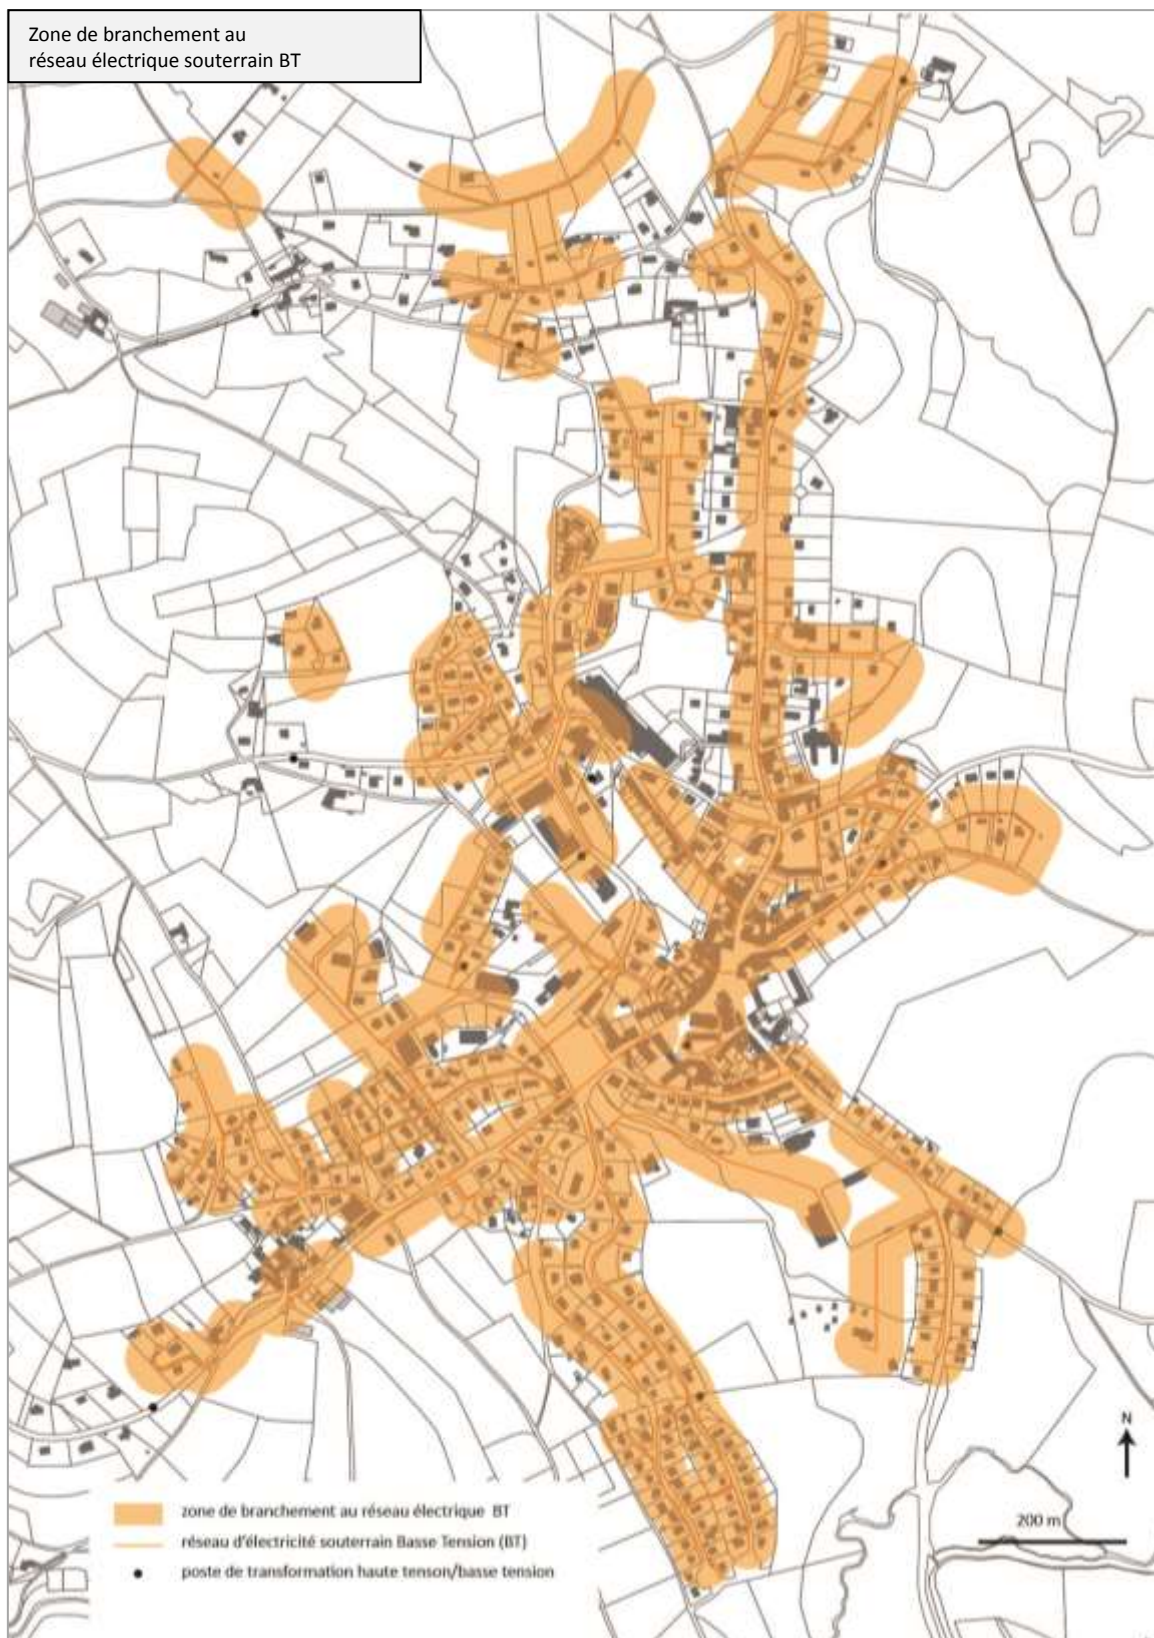 Zone de branchement au
réseau électrique souterrain BT
N
200 m
zone de branchement au réseau électrique BT
réseau d'électricité souterrain Basse Tension (BT)
poste de transformation haute tenson/basse tension